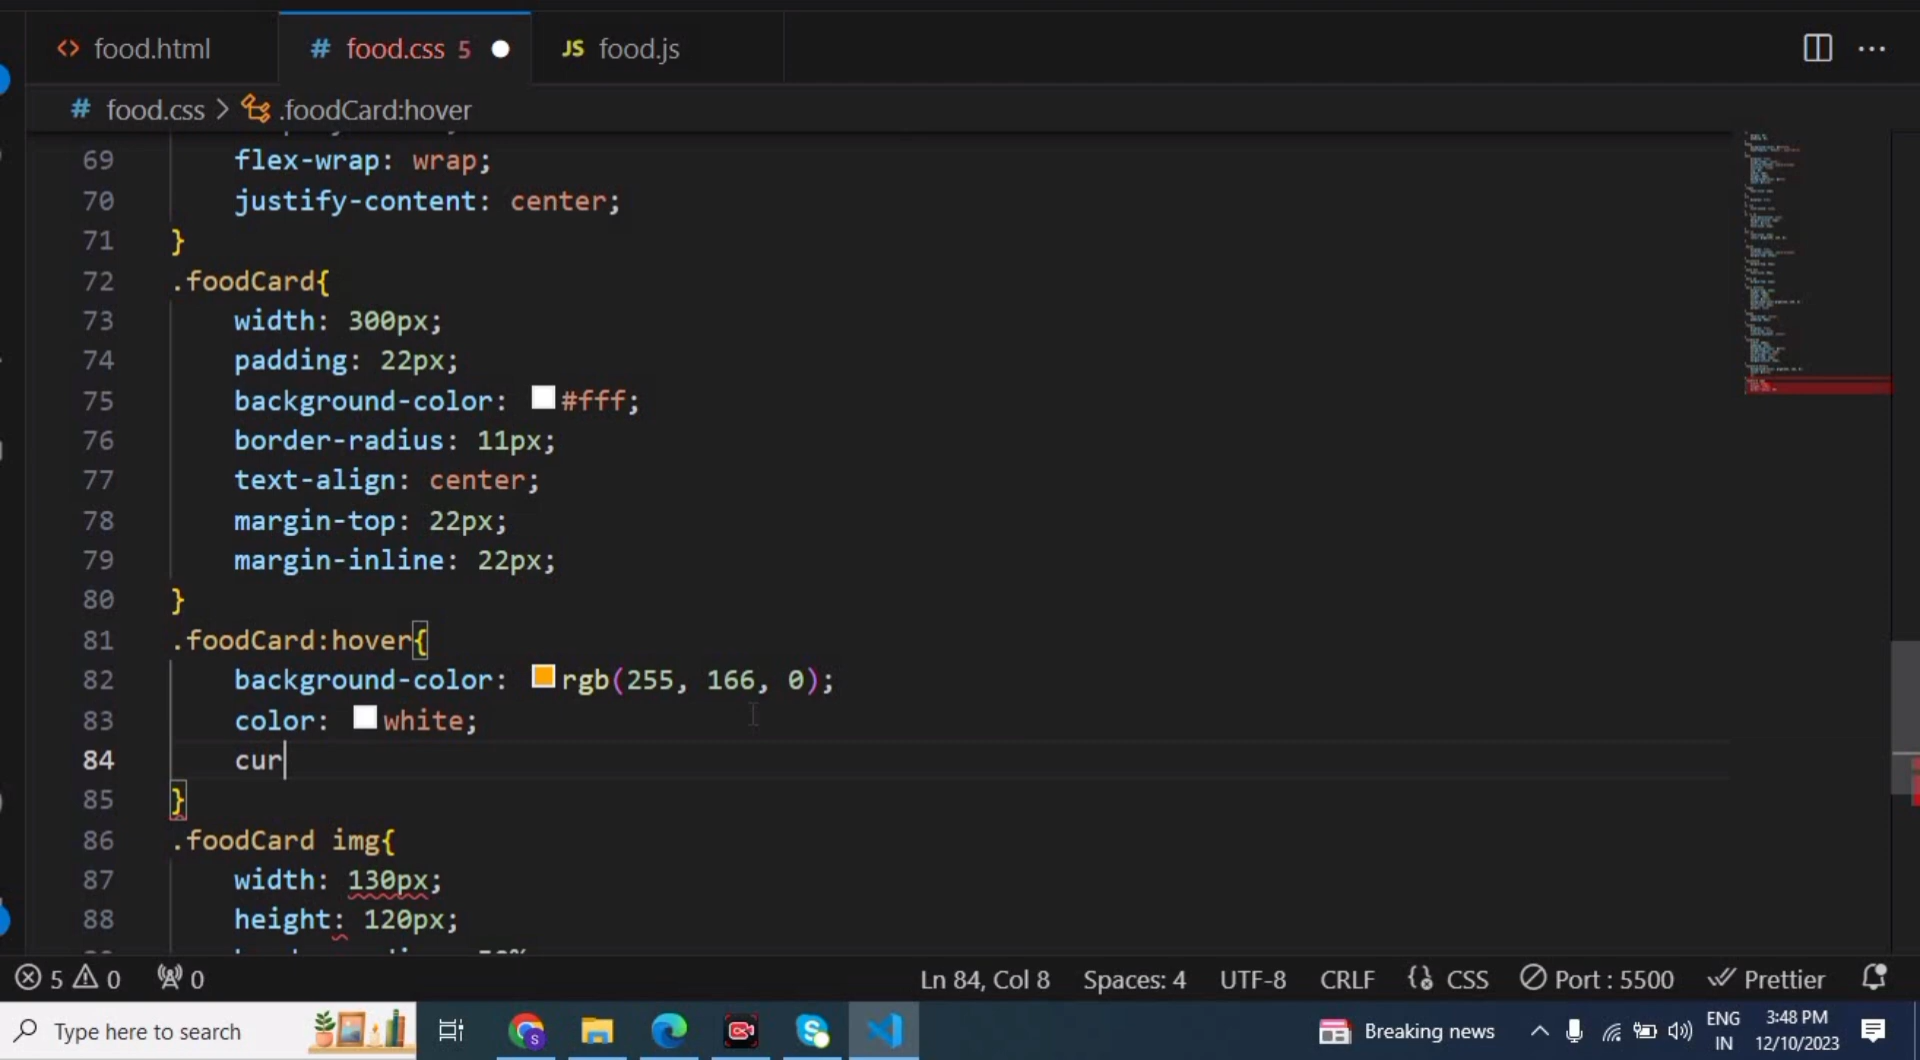 <> food.html
# food.css 5
JS food.js
# food.css > .foodCard:hover
69 flex-wrap: wrap;
70 justify-content: center;
71 }
72 .foodCard{
73 width: 300px;
74 padding: 22px;
75 background-color: #fff;
76 border-radius: 11px;
77 text-align: center;
78 margin-top: 22px;
79 margin-inline: 22px;
80 }
81 .foodCard:hover{
82 background-color: rgb(255, 166, 0);
83 color: white;
84 cur
85 }
86 .foodCard img{
87 width: 130px;
88 height: 120px;
5 0 0 Ln 84, Col 8 Spaces: 4 UTF-8 CRLF CSS Port : 5500 Prettier
Type here to search
Breaking news
ENG
IN
3:48 PM
12/10/2023